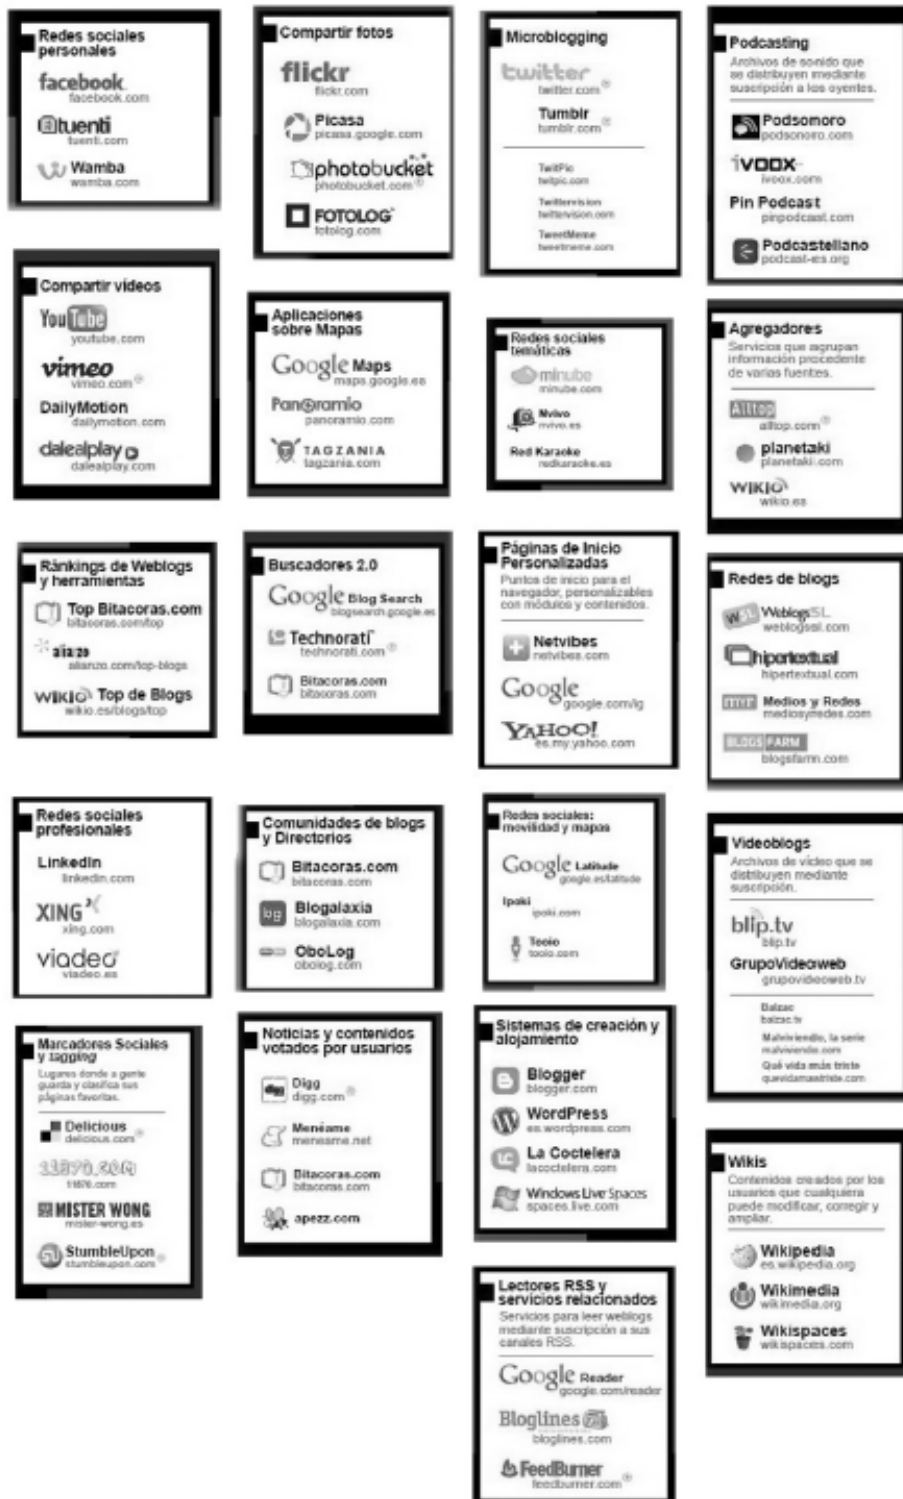 Redes sociales
personales
facebook
facebook.com
tuenti
tuenti.com
Wamba
wamba.com
Compartir vídeos
YouTube
youtube.com
vimeo
vimeo.com
DailyMotion
dailymotion.com
dalealplay
dalealplay.com
Ránkings de Weblogs
y herramientas
Top Bitacoras.com
bitacoras.com/top
alianzo
alianzo.com/top-blogs
WIKIO Top de Blogs
wikio.es/blogs/top
Redes sociales
profesionales
LinkedIn
linkedin.com
XING
xing.com
viadeo
viadeo.es
Marcadores Sociales
y tagging
Lugares donde a gente
guarda y clasifica sus
páginas favoritas.
Delicious
delicious.com
11870.com
11870.com
MISTER WONG
mister-wong.es
StumbleUpon
stumbleupon.com
Compartir fotos
flickr
flickr.com
Picasa
picasa.google.com
photobucket
photobucket.com
FOTOLOG
fotolog.com
Aplicaciones
sobre Mapas
Google Maps
maps.google.es
Panoramio
panoramio.com
TAGZANIA
tagzania.com
Buscadores 2.0
Google Blog Search
blogsearch.google.es
Technorati
technorati.com
Bitacoras.com
bitacoras.com
Comunidades de blogs
y Directorios
Bitacoras.com
bitacoras.com
bg Blogalaxia
blogalaxia.com
OboLog
obolog.com
Noticias y contenidos
votados por usuarios
digg Digg
digg.com
Menéame
meneame.net
Bitacoras.com
bitacoras.com
apezz.com
Microblogging
twitter
twitter.com
Tumblr
tumblr.com
TwitPic
twitpic.com
Twittervision
twittervision.com
TweetMeme
tweetmeme.com
Redes sociales
temáticas
minube
minube.com
Nvivo
nvivo.es
Red Karaoke
redkaraoke.es
Páginas de Inicio
Personalizadas
Puntos de inicio para el
navegador, personalizables
con módulos y contenidos.
Netvibes
netvibes.com
Google
google.com/ig
YAHOO!
es.my.yahoo.com
Redes sociales:
movilidad y mapas
Google Latitude
google.es/latitude
Ipoki
ipoki.com
Tooio
tooio.com
Sistemas de creación y
alojamiento
Blogger
blogger.com
WordPress
es.wordpress.com
LC La Coctelera
lacoctelera.com
Windows Live Spaces
spaces.live.com
Lectores RSS y
servicios relacionados
Servicios para leer weblogs
mediante suscripción a sus
canales RSS.
Google Reader
google.com/reader
Bloglines
bloglines.com
FeedBurner
feedburner.com
Podcasting
Archivos de sonido que
se distribuyen mediante
suscripción a los oyentes.
Podsonoro
podsonoro.com
iVOOX
ivoox.com
Pin Podcast
pinpodcast.com
Podcastellano
podcast-es.org
Agregadores
Servicios que agrupan
información procedente
de varias fuentes.
Alltop
alltop.com
planetaki
planetaki.com
WIKIO
wikio.es
Redes de blogs
WSL WeblogsSL
weblogssl.com
hipertextual
hipertextual.com
myr Medios y Redes
mediosyredes.com
BLOGS FARM
blogsfarm.com
Videoblogs
Archivos de vídeo que se
distribuyen mediante
suscripción.
blip.tv
blip.tv
GrupoVideoweb
grupovideoweb.tv
Balzac
balzac.tv
Malviviendo, la serie
malviviendo.com
Qué vida más triste
quevidamastriste.com
Wikis
Contenidos creados por los
usuarios que cualquiera
puede modificar, corregir y
ampliar.
Wikipedia
es.wikipedia.org
Wikimedia
wikimedia.org
Wikispaces
wikispaces.com